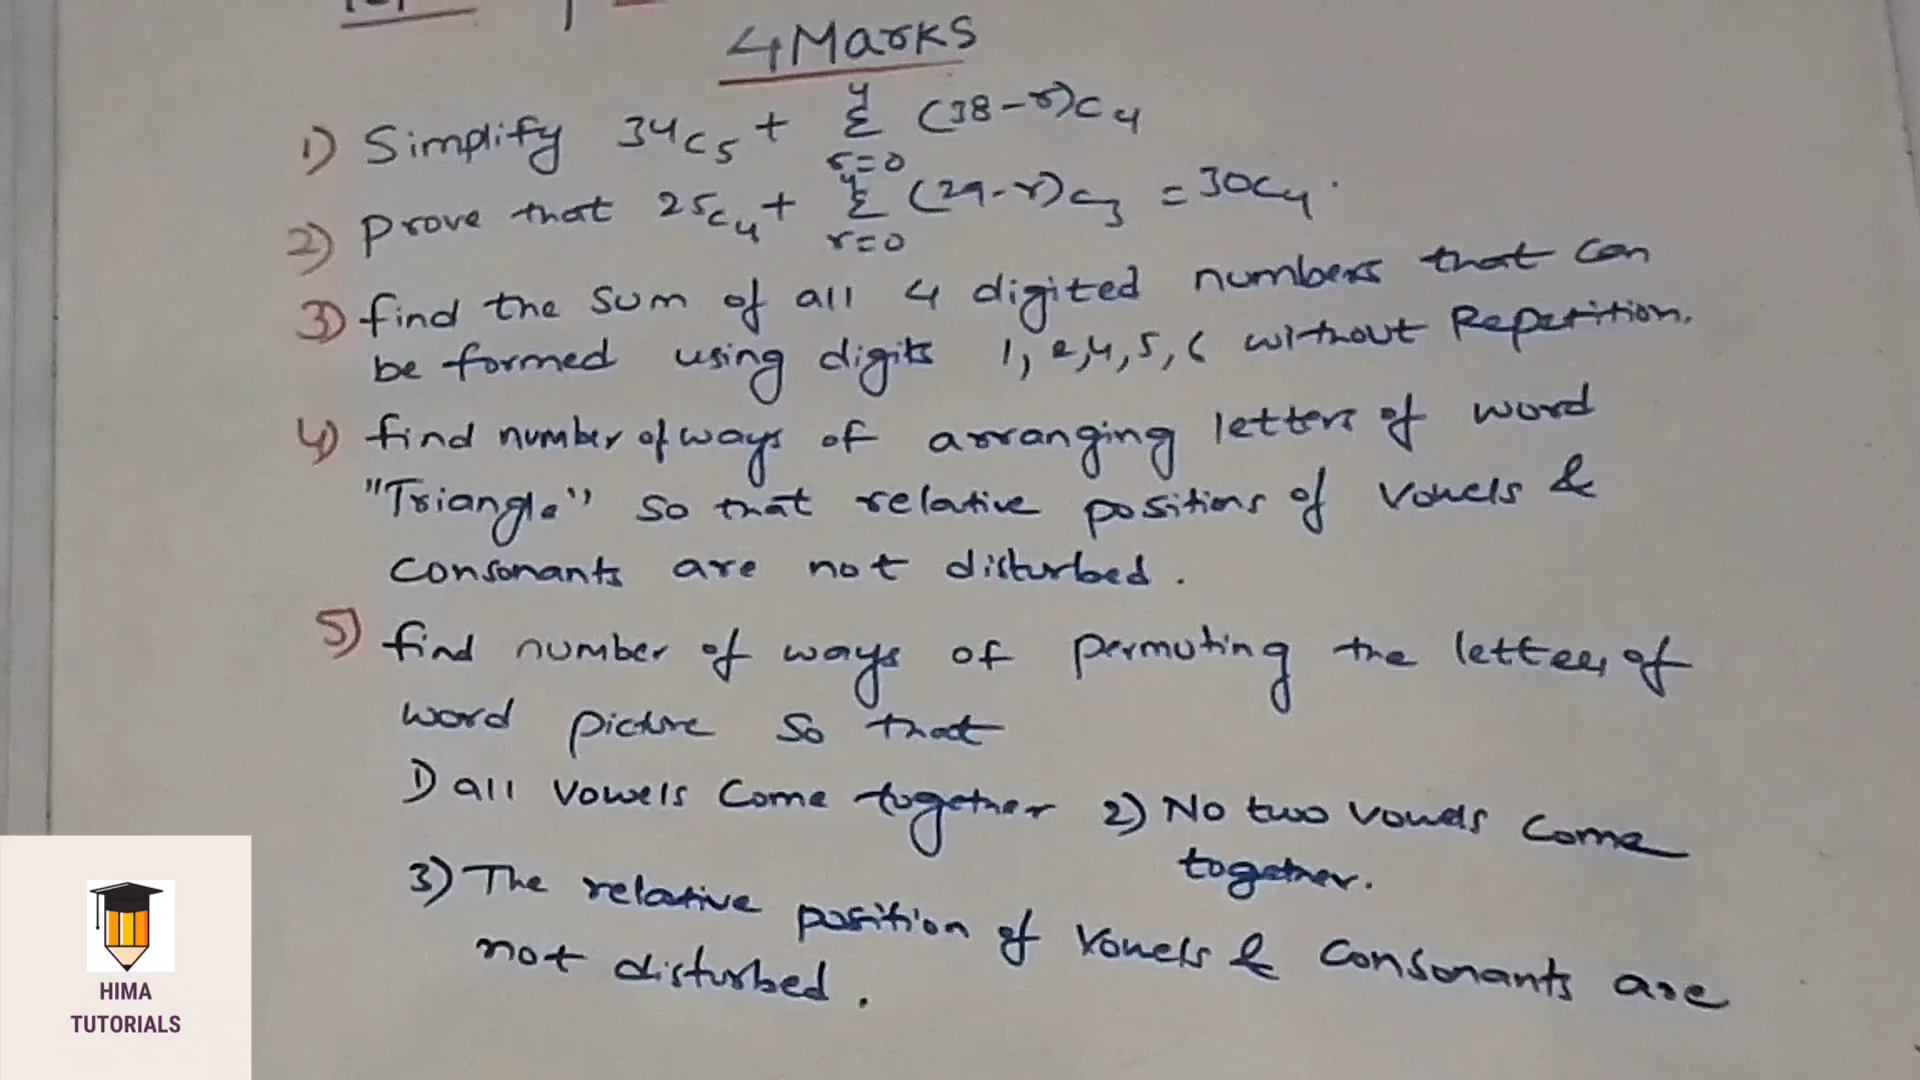 4 Marks
1) Simplify 34c5 + 4 Σ r=0 (38-r)c4
2) prove that 25c4 + 4 Σ r=0 (29-r)c3 = 30c4.
3) find the sum of all 4 digited numbers that can
be formed using digits 1, 2, 4, 5, 6 without Repetition.
4) find number of ways of arranging letters of word
"Triangle" so that relative positions of vowels &
consonants are not disturbed.
5) find number of ways of permuting the letters of
word picture so that
1) all vowels come together 2) No two vowels come
together.
3) The relative position of vowels & consonants are
not disturbed.
HIMA
TUTORIALS